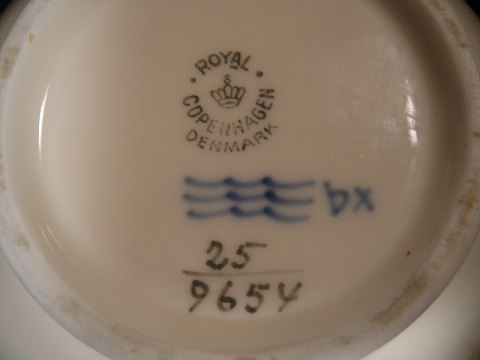 ROYAL
COPENHAGEN
DENMARK
bx
25
9654